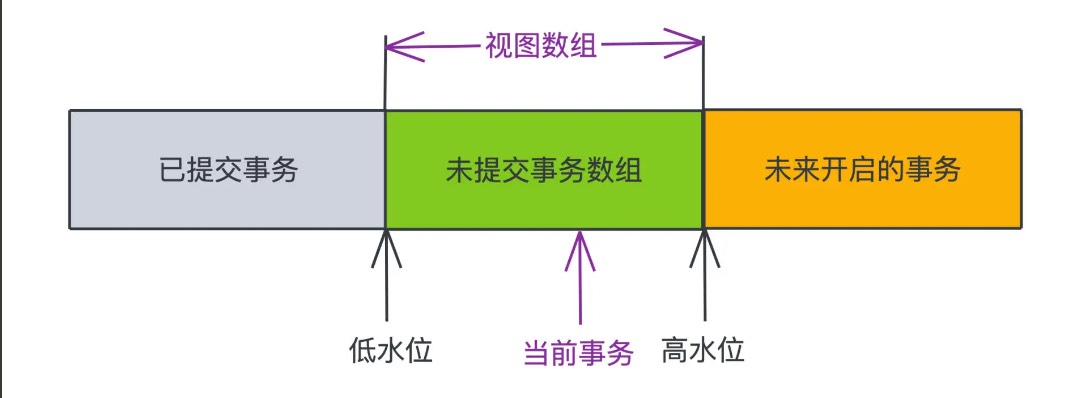 视图数组
已提交事务
未提交事务数组
未来开启的事务
低水位
当前事务
高水位